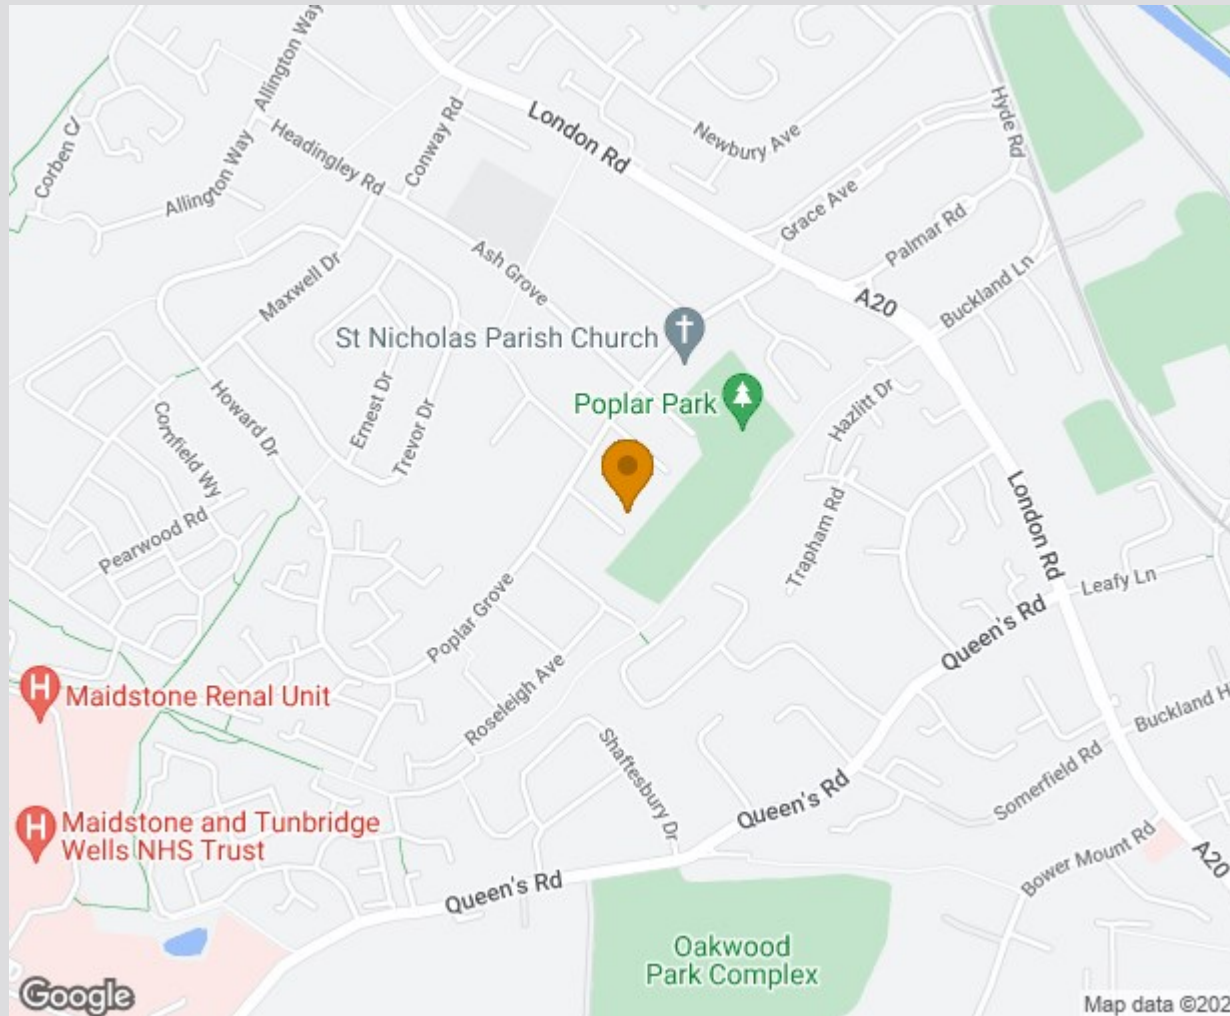 Allington Way
Corben C
Conway Rd
London Rd
Newbury Ave
Hyde Rd
Headingley Rd
Allington Way
Grace Ave
Palmar Rd
Ash Grove
Maxwell Dr
Buckland Ln
A20
St Nicholas Parish Church
Poplar Park
Hazlitt Dr
Howard Dr
Ernest Dr
Trevor Dr
Cornfield Wy
Pearwood Rd
London Rd
Trapham Rd
Leafy Ln
Queen's Rd
Poplar Grove
Roseleigh Ave
H
Maidstone Renal Unit
Buckland H
Shaftesbury Dr
Somerfield Rd
Queen's Rd
H
Maidstone and Tunbridge
Wells NHS Trust
Bower Mount Rd
A20
Queen's Rd
Oakwood
Park Complex
Google
Map data ©202